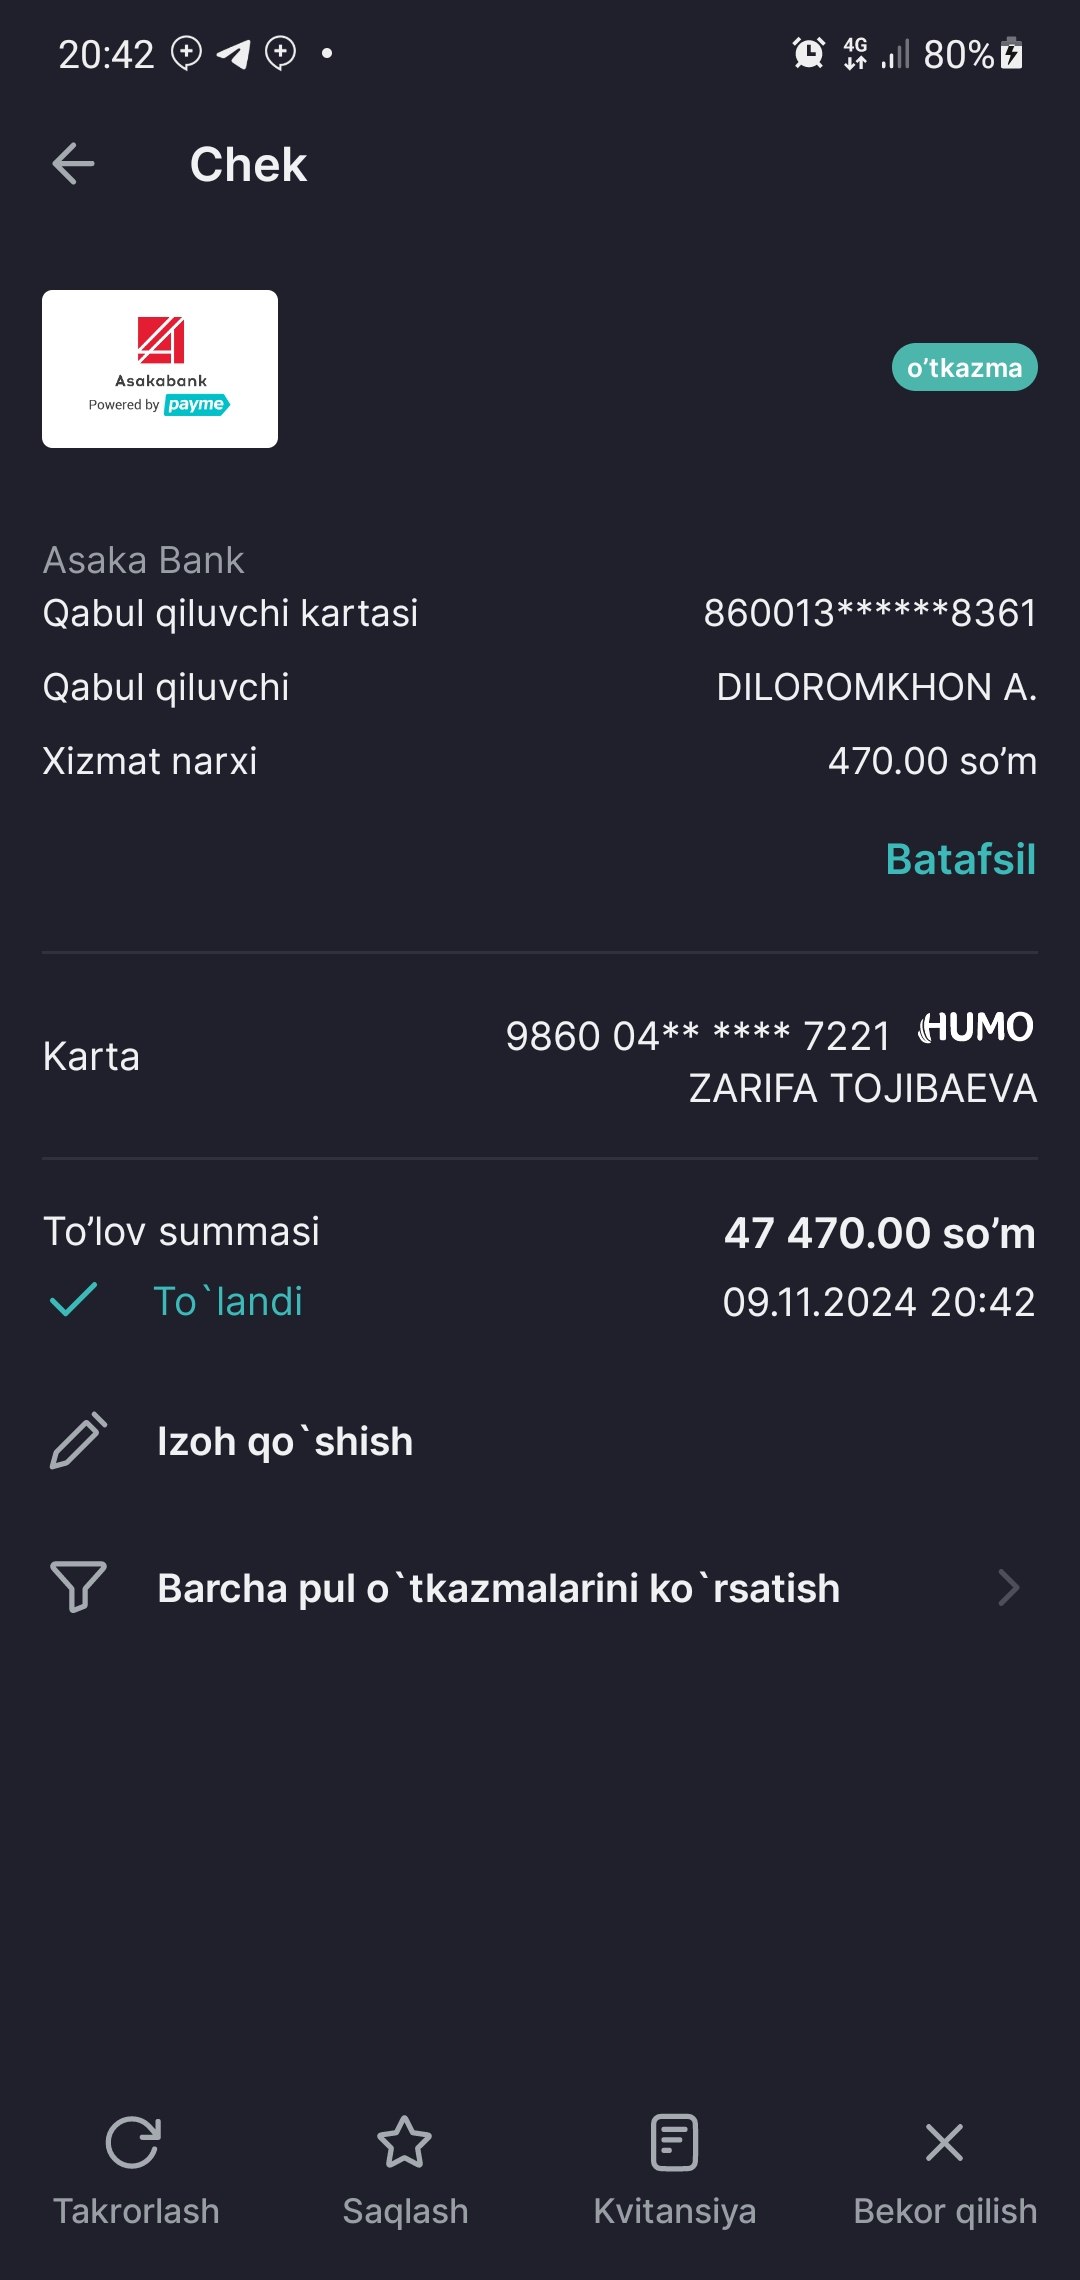 20:42 4G 80%
Chek
Asakabank
Powered by payme
o’tkazma
Asaka Bank
Qabul qiluvchi kartasi 860013******8361
Qabul qiluvchi DILOROMKHON A.
Xizmat narxi 470.00 so’m
Batafsil
Karta 9860 04** **** 7221 HUMO
ZARIFA TOJIBAEVA
To’lov summasi 47 470.00 so’m
To`landi 09.11.2024 20:42
Izoh qo`shish
Barcha pul o`tkazmalarini ko`rsatish
Takrorlash Saqlash Kvitansiya Bekor qilish